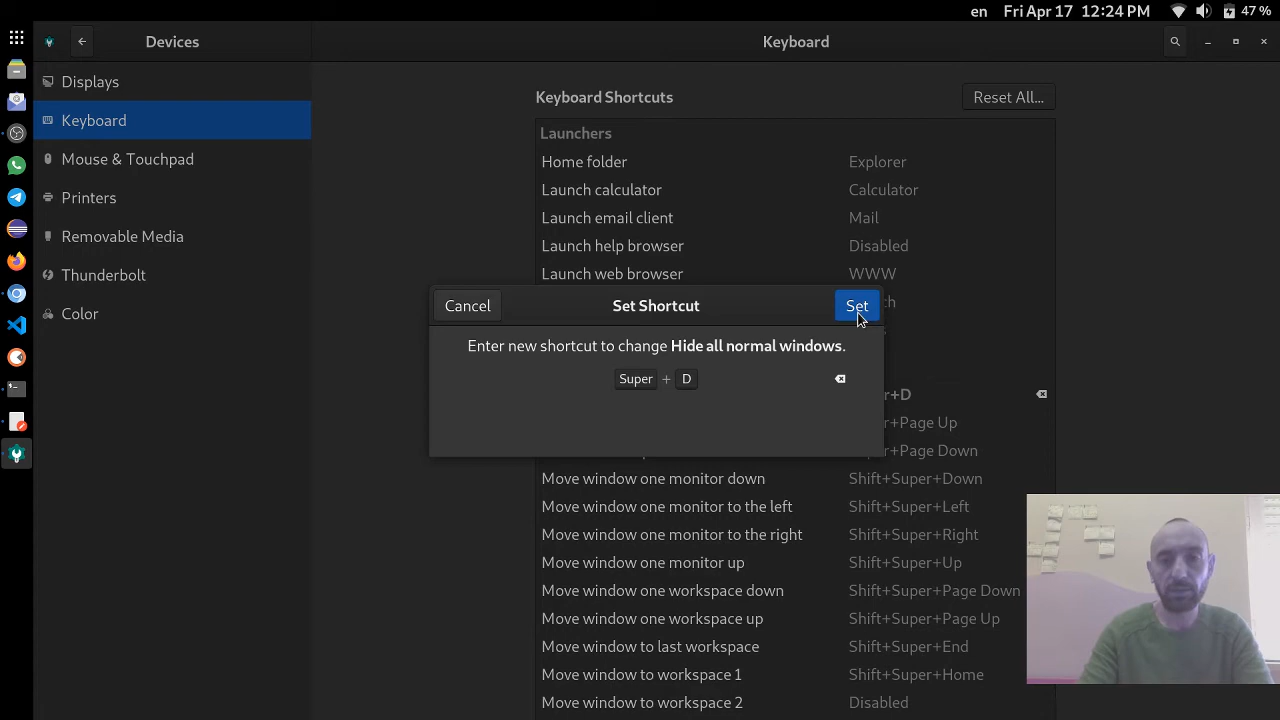 en Fri Apr 17 12:24 PM 47 %
Devices
Keyboard
Displays
Keyboard
Mouse & Touchpad
Printers
Removable Media
Thunderbolt
Color
Keyboard Shortcuts Reset All...
Launchers
Home folder Explorer
Launch calculator Calculator
Launch email client Mail
Launch help browser Disabled
Launch web browser WWW
Cancel Set Shortcut Set
Enter new shortcut to change Hide all normal windows.
Super + D
+D
+Page Up
+Page Down
Move window one monitor down Shift+Super+Down
Move window one monitor to the left Shift+Super+Left
Move window one monitor to the right Shift+Super+Right
Move window one monitor up Shift+Super+Up
Move window one workspace down Shift+Super+Page Down
Move window one workspace up Shift+Super+Page Up
Move window to last workspace Shift+Super+End
Move window to workspace 1 Shift+Super+Home
Move window to workspace 2 Disabled